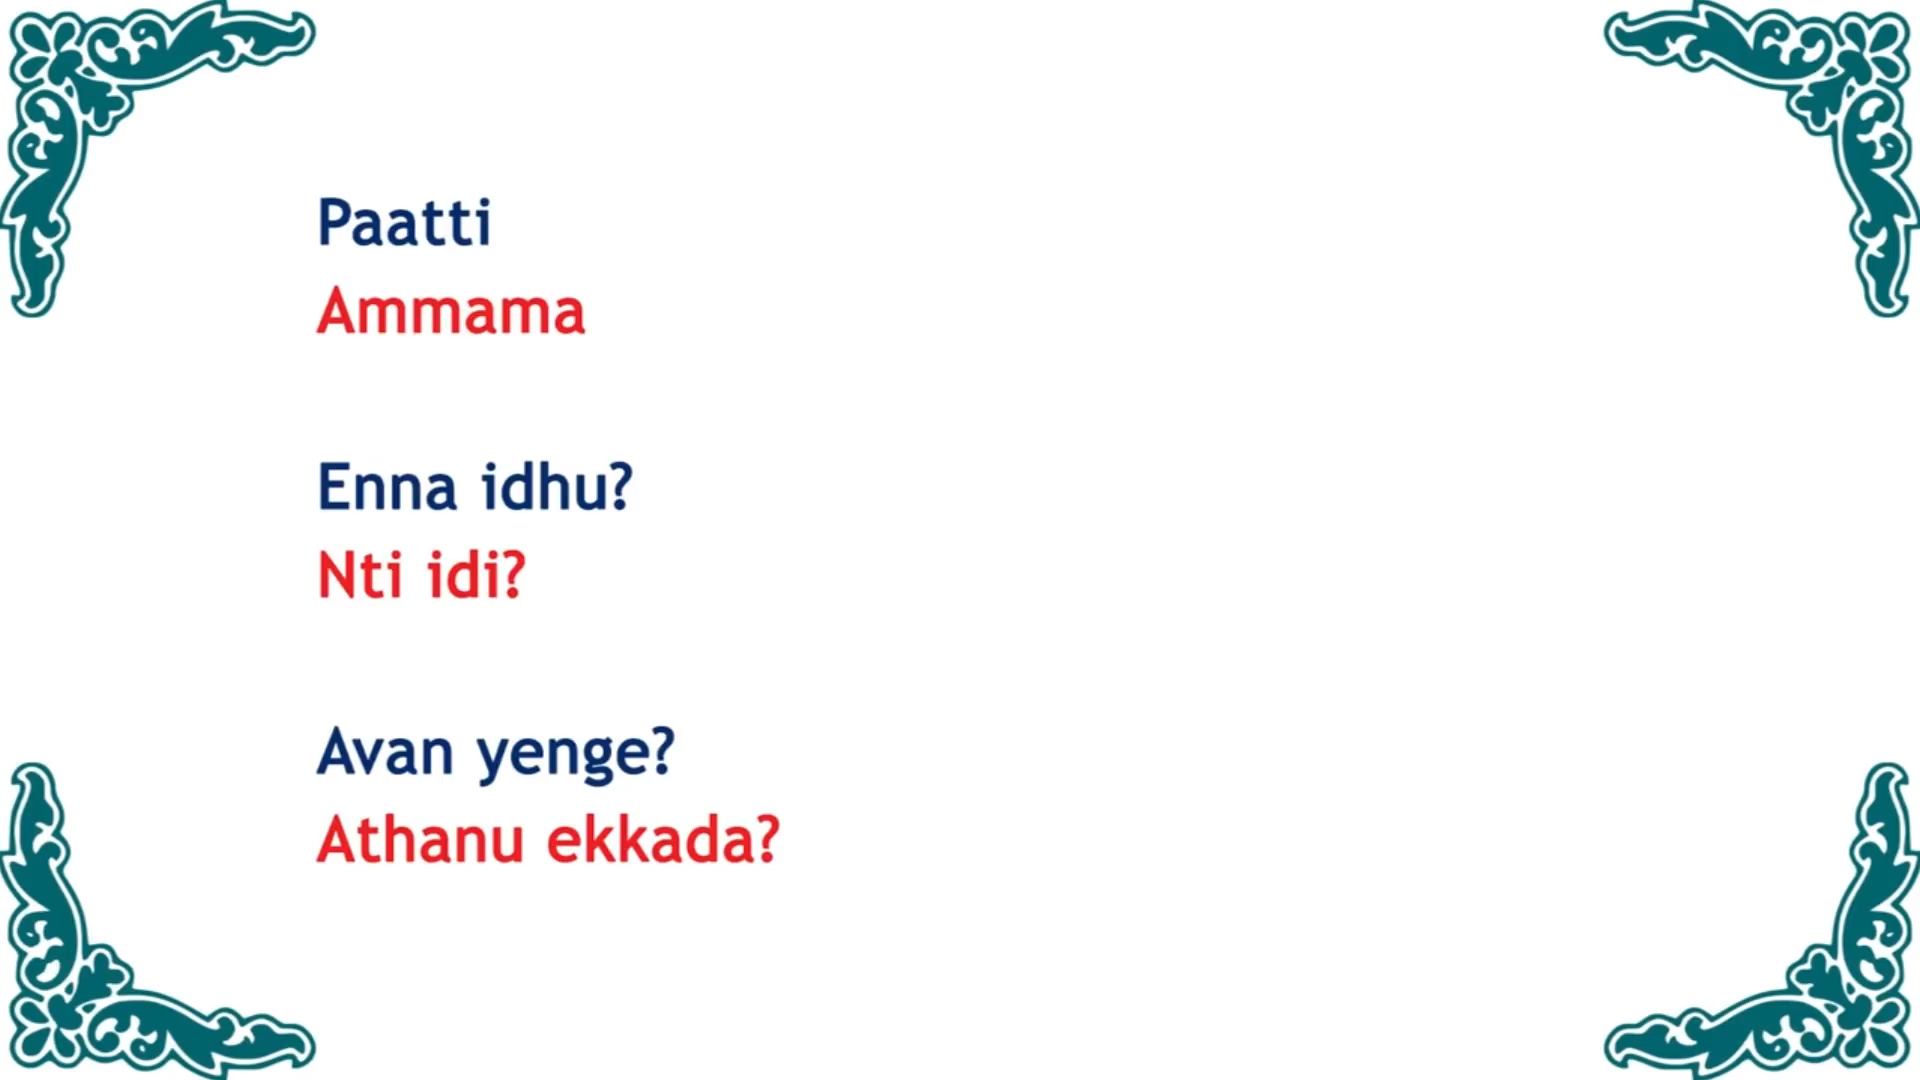 Paatti
Ammama
Enna idhu?
Nti idi?
Avan yenge?
Athanu ekkada?